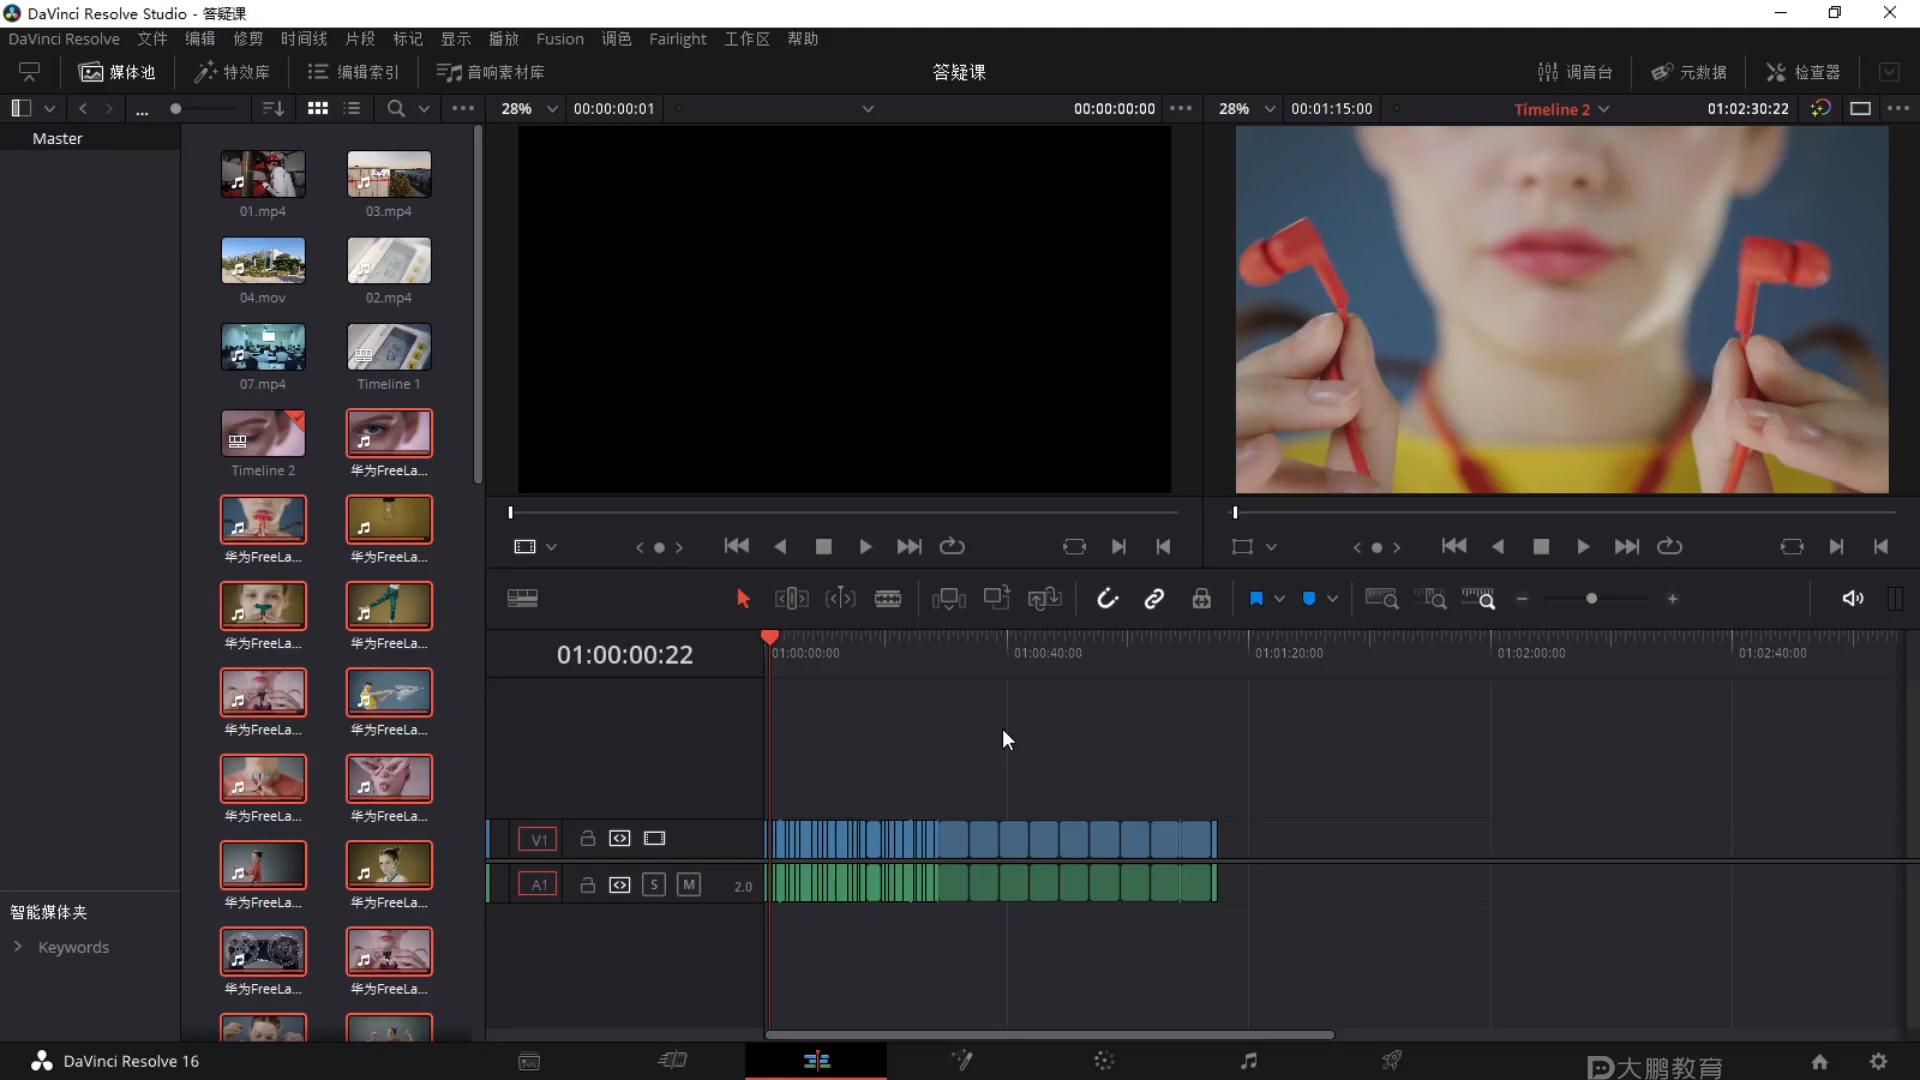 DaVinci Resolve Studio - 答疑课
DaVinci Resolve 文件 编辑 修剪 时间线 片段 标记 显示 播放 Fusion 调色 Fairlight 工作区 帮助
媒体池 特效库 编辑索引 音响素材库 答疑课 调音台 元数据 检查器
... 28% 00:00:00:01 00:00:00:00 28% 00:01:15:00 Timeline 2 01:02:30:22
Master
01.mp4 03.mp4
04.mov 02.mp4
07.mp4 Timeline 1
Timeline 2 华为FreeLa...
华为FreeLa... 华为FreeLa...
华为FreeLa... 华为FreeLa...
华为FreeLa... 华为FreeLa...
华为FreeLa... 华为FreeLa...
华为FreeLa... 华为FreeLa...
华为FreeLa... 华为FreeLa...
智能媒体夹
Keywords
01:00:00:22
01:00:00:00 01:00:40:00 01:01:20:00 01:02:00:00 01:02:40:00
V1
A1 S M 2.0
DaVinci Resolve 16
大鹏教育